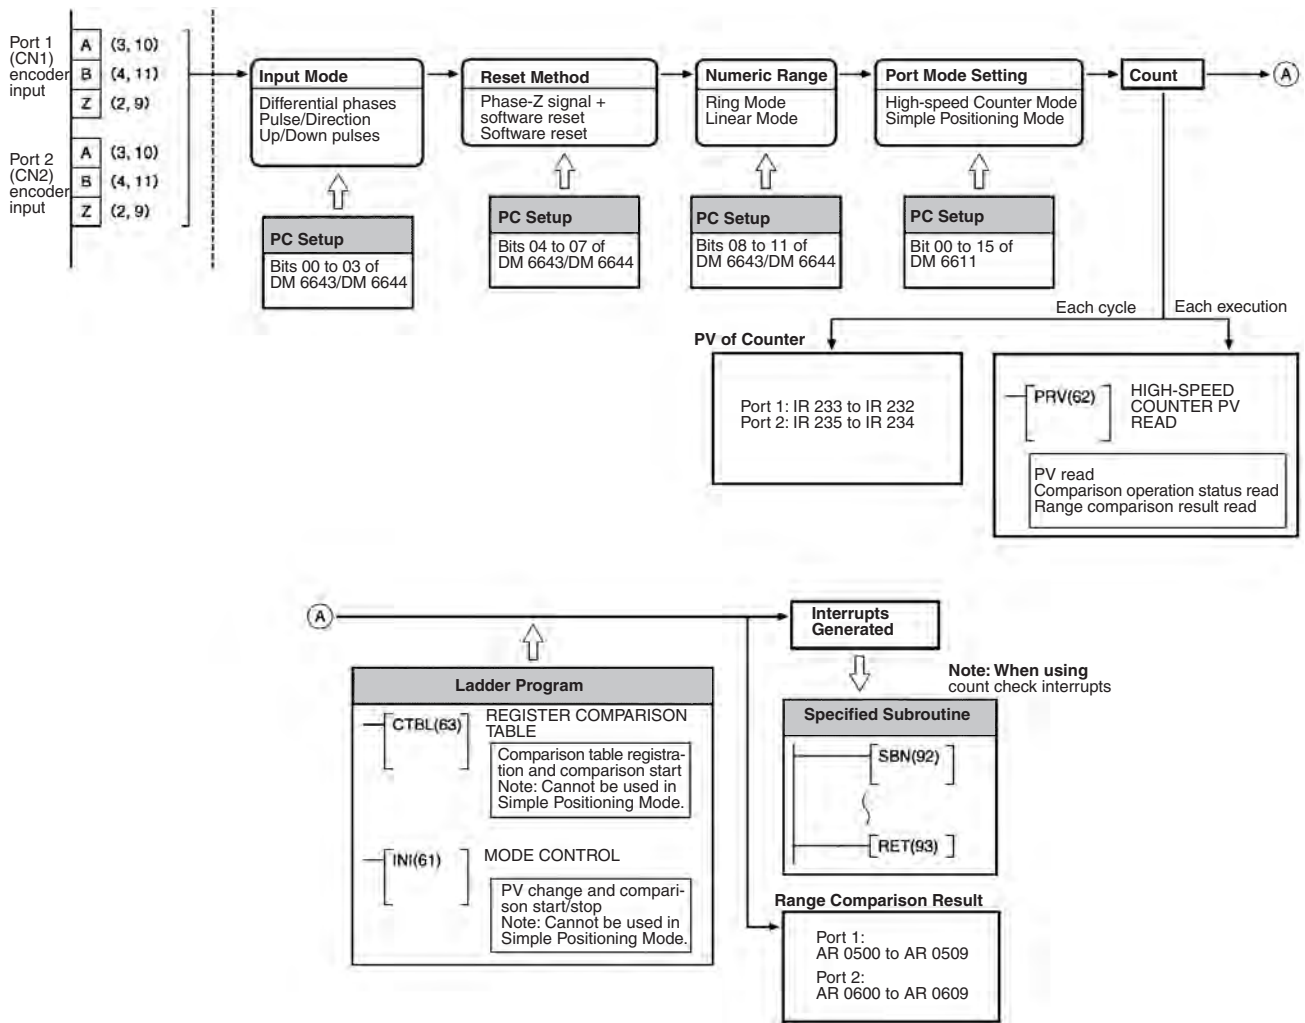 Port 1
(CN1)
encoder
input
A (3, 10)
B (4, 11)
Z (2, 9)
Port 2
(CN2)
encoder
input
A (3, 10)
B (4, 11)
Z (2, 9)
Input Mode
Differential phases
Pulse/Direction
Up/Down pulses
PC Setup
Bits 00 to 03 of
DM 6643/DM 6644
Reset Method
Phase-Z signal +
software reset
Software reset
PC Setup
Bits 04 to 07 of
DM 6643/DM 6644
Numeric Range
Ring Mode
Linear Mode
PC Setup
Bits 08 to 11 of
DM 6643/DM 6644
Port Mode Setting
High-speed Counter Mode
Simple Positioning Mode
PC Setup
Bit 00 to 15 of
DM 6611
Count
A
Each cycle
Each execution
PV of Counter
Port 1: IR 233 to IR 232
Port 2: IR 235 to IR 234
PRV(62)
HIGH-SPEED
COUNTER PV
READ
PV read
Comparison operation status read
Range comparison result read
A
Interrupts
Generated
Note: When using
count check interrupts
Ladder Program
CTBL(63)
REGISTER COMPARISON
TABLE
Comparison table registra-
tion and comparison start
Note: Cannot be used in
Simple Positioning Mode.
INI(61)
MODE CONTROL
PV change and compari-
son start/stop
Note: Cannot be used in
Simple Positioning Mode.
Specified Subroutine
SBN(92)
RET(93)
Range Comparison Result
Port 1:
AR 0500 to AR 0509
Port 2:
AR 0600 to AR 0609